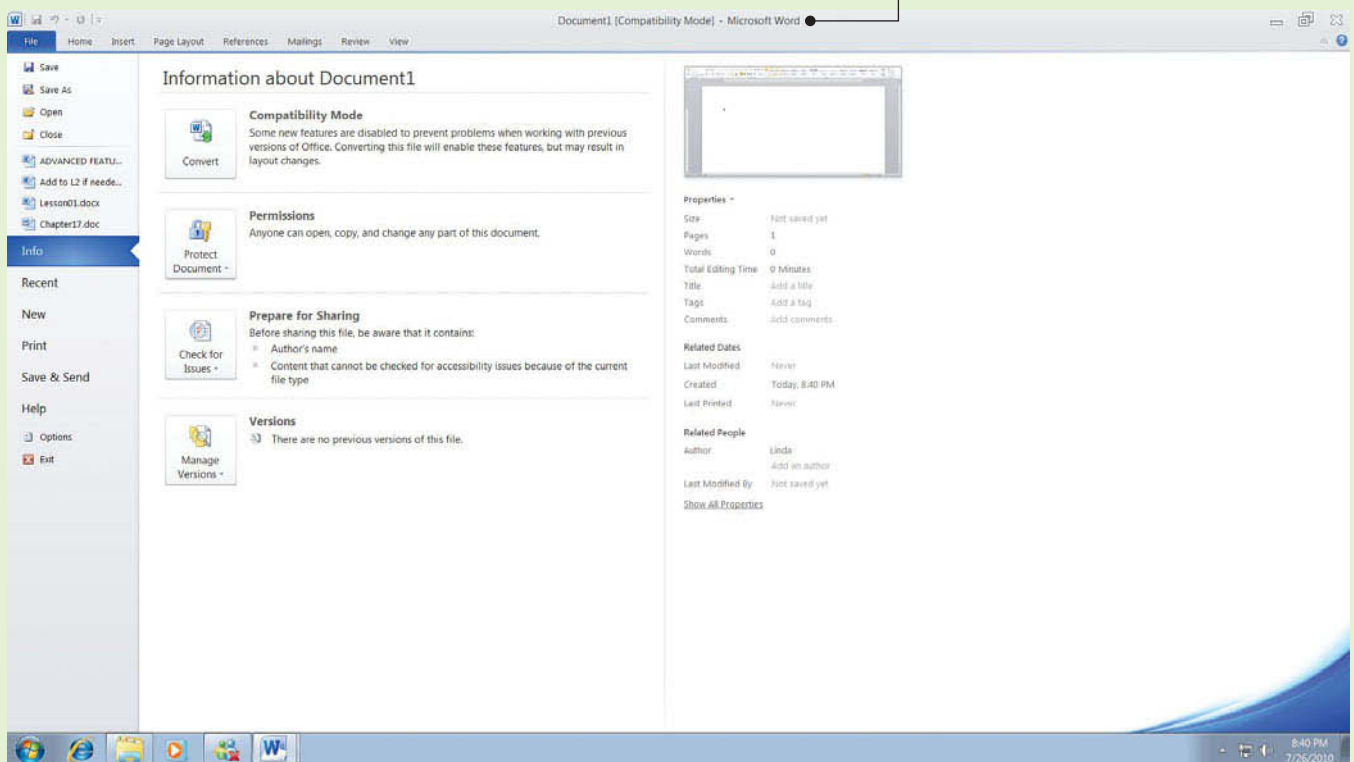 Document1 [Compatibility Mode] - Microsoft Word
File Home Insert Page Layout References Mailings Review View
Save
Save As
Open
Close
ADVANCED FEATU...
Add to L2 if neede...
Lesson01.docx
Chapter17.doc
Info
Recent
New
Print
Save & Send
Help
Options
Exit
Information about Document1
Convert
Compatibility Mode
Some new features are disabled to prevent problems when working with previous
versions of Office. Converting this file will enable these features, but may result in
layout changes.
Protect
Document
Permissions
Anyone can open, copy, and change any part of this document.
Check for
Issues
Prepare for Sharing
Before sharing this file, be aware that it contains:
Author's name
Content that cannot be checked for accessibility issues because of the current
file type
Manage
Versions
Versions
There are no previous versions of this file.
Properties
Size Not saved yet
Pages 1
Words 0
Total Editing Time 0 Minutes
Title Add a title
Tags Add a tag
Comments Add comments
Related Dates
Last Modified Never
Created Today, 8:40 PM
Last Printed Never
Related People
Author Linda
Add an author
Last Modified By Not saved yet
Show All Properties
8:40 PM
7/26/2010